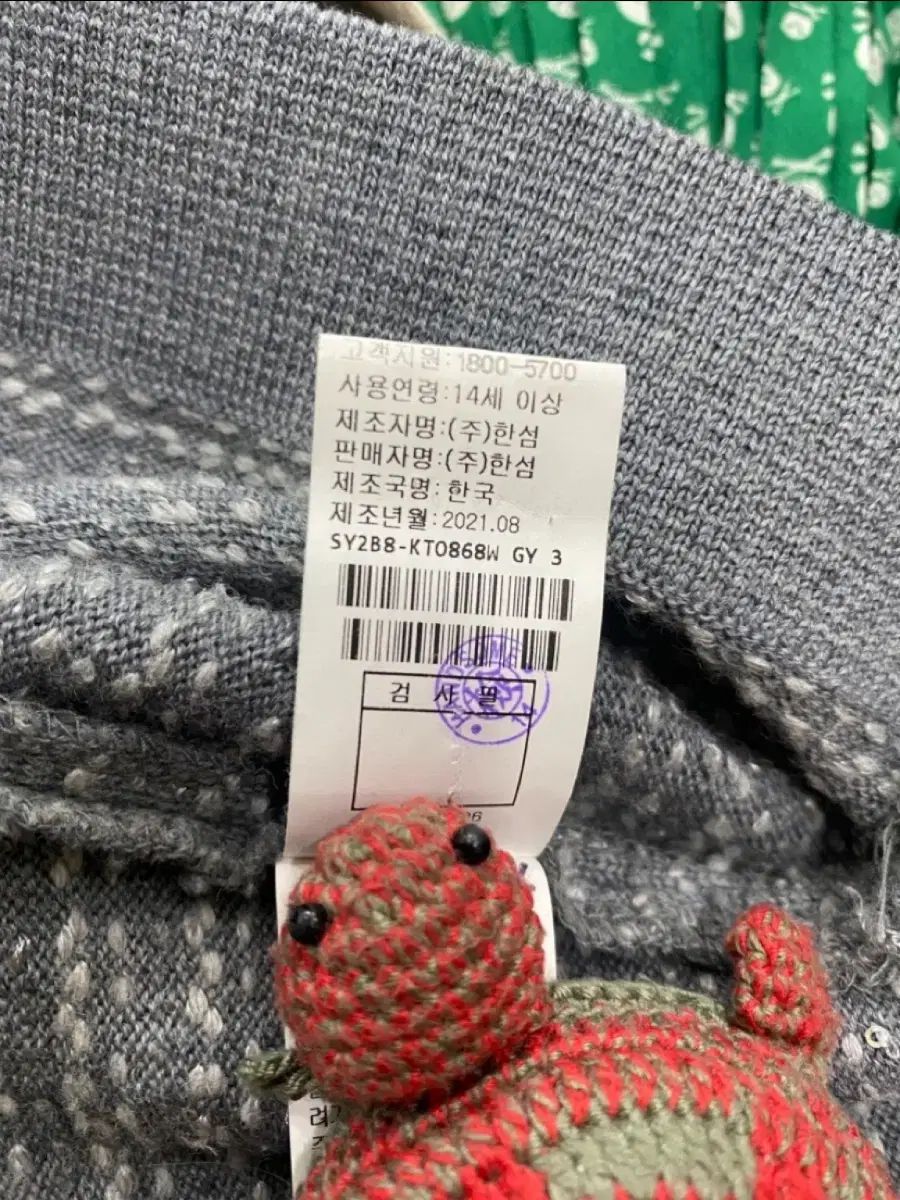 고객지원:1800-5700
사용연령:14세 이상
제조자명:(주)한섬
판매자명:(주)한섬
제조국명:한국
제조년월:2021.08
SY2B8-KTO868W GY 3
검 사 필